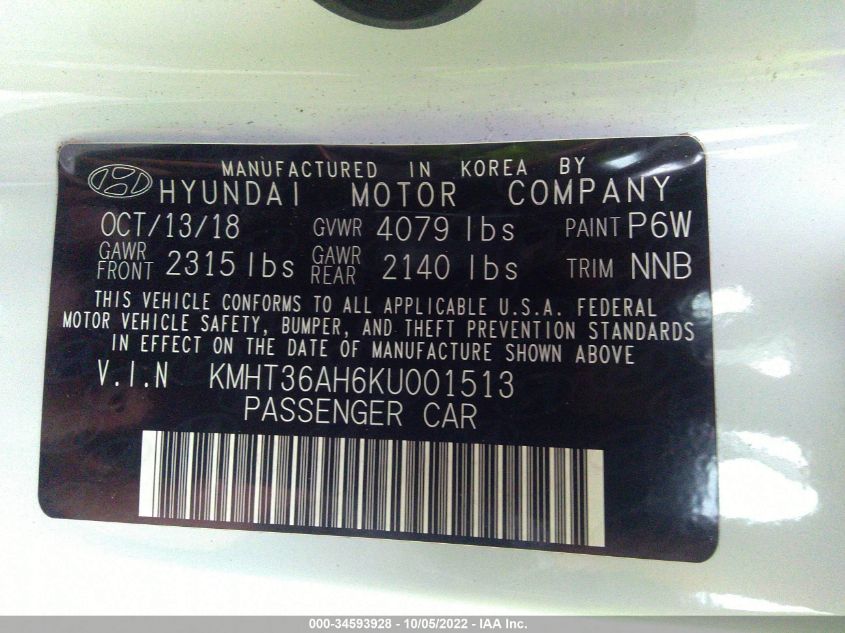 MANUFACTURED IN KOREA BY
HYUNDAI MOTOR COMPANY
OCT/13/18 GVWR 4079 lbs PAINT P6W
GAWR FRONT 2315 lbs GAWR REAR 2140 lbs TRIM NNB
THIS VEHICLE CONFORMS TO ALL APPLICABLE U.S.A. FEDERAL
MOTOR VEHICLE SAFETY, BUMPER, AND THEFT PREVENTION STANDARDS
IN EFFECT ON THE DATE OF MANUFACTURE SHOWN ABOVE
V.I.N KMHT36AH6KU001513
PASSENGER CAR
000-34593928 - 10/05/2022 - IAA Inc.